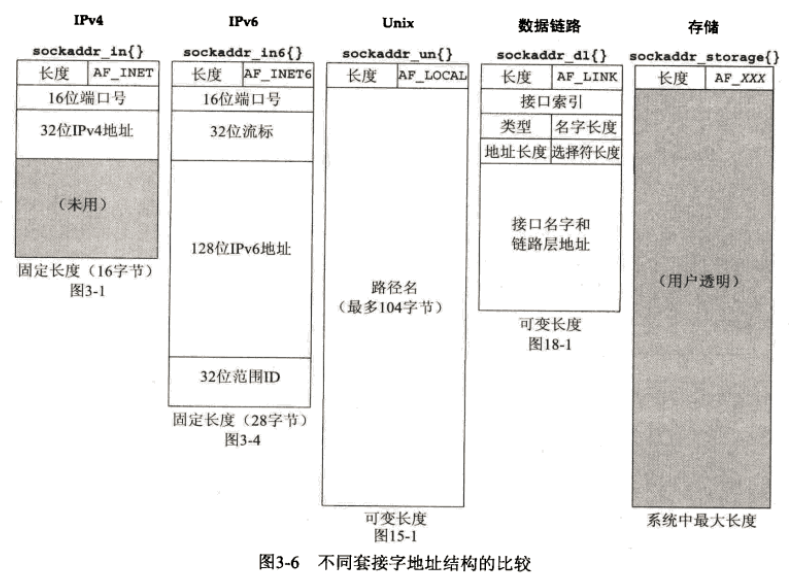 IPv4
sockaddr_in{}
长度 AF_INET
16位端口号
32位IPv4地址
（未用）
固定长度（16字节）
图3-1
IPv6
sockaddr_in6{}
长度 AF_INET6
16位端口号
32位流标
128位IPv6地址
32位范围ID
固定长度（28字节）
图3-4
Unix
sockaddr_un{}
长度 AF_LOCAL
路径名
（最多104字节）
可变长度
图15-1
数据链路
sockaddr_dl{}
长度 AF_LINK
接口索引
类型 名字长度
地址长度 选择符长度
接口名字和
链路层地址
可变长度
图18-1
存储
sockaddr_storage{}
长度 AF_XXX
（用户透明）
系统中最大长度
图3-6 不同套接字地址结构的比较